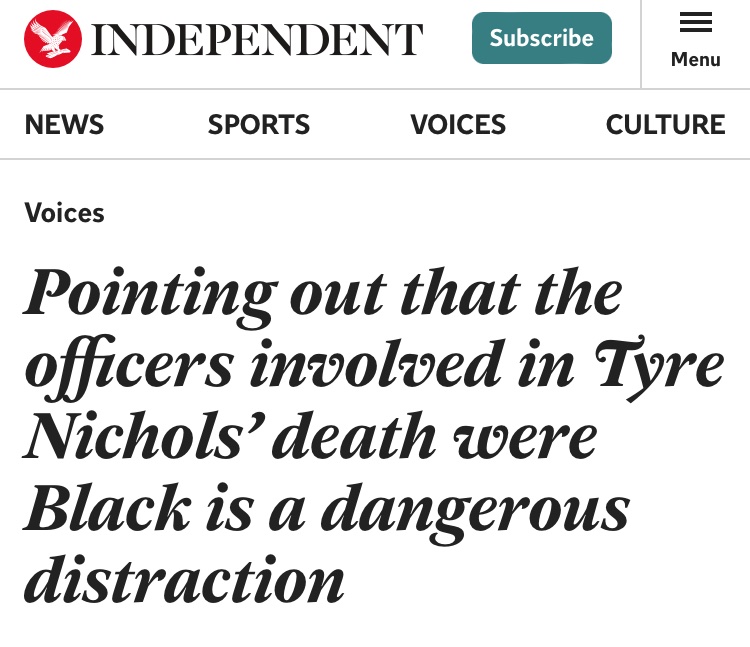 INDEPENDENT
Subscribe
Menu
NEWS SPORTS VOICES CULTURE
Voices
Pointing out that the
officers involved in Tyre
Nichols’ death were
Black is a dangerous
distraction